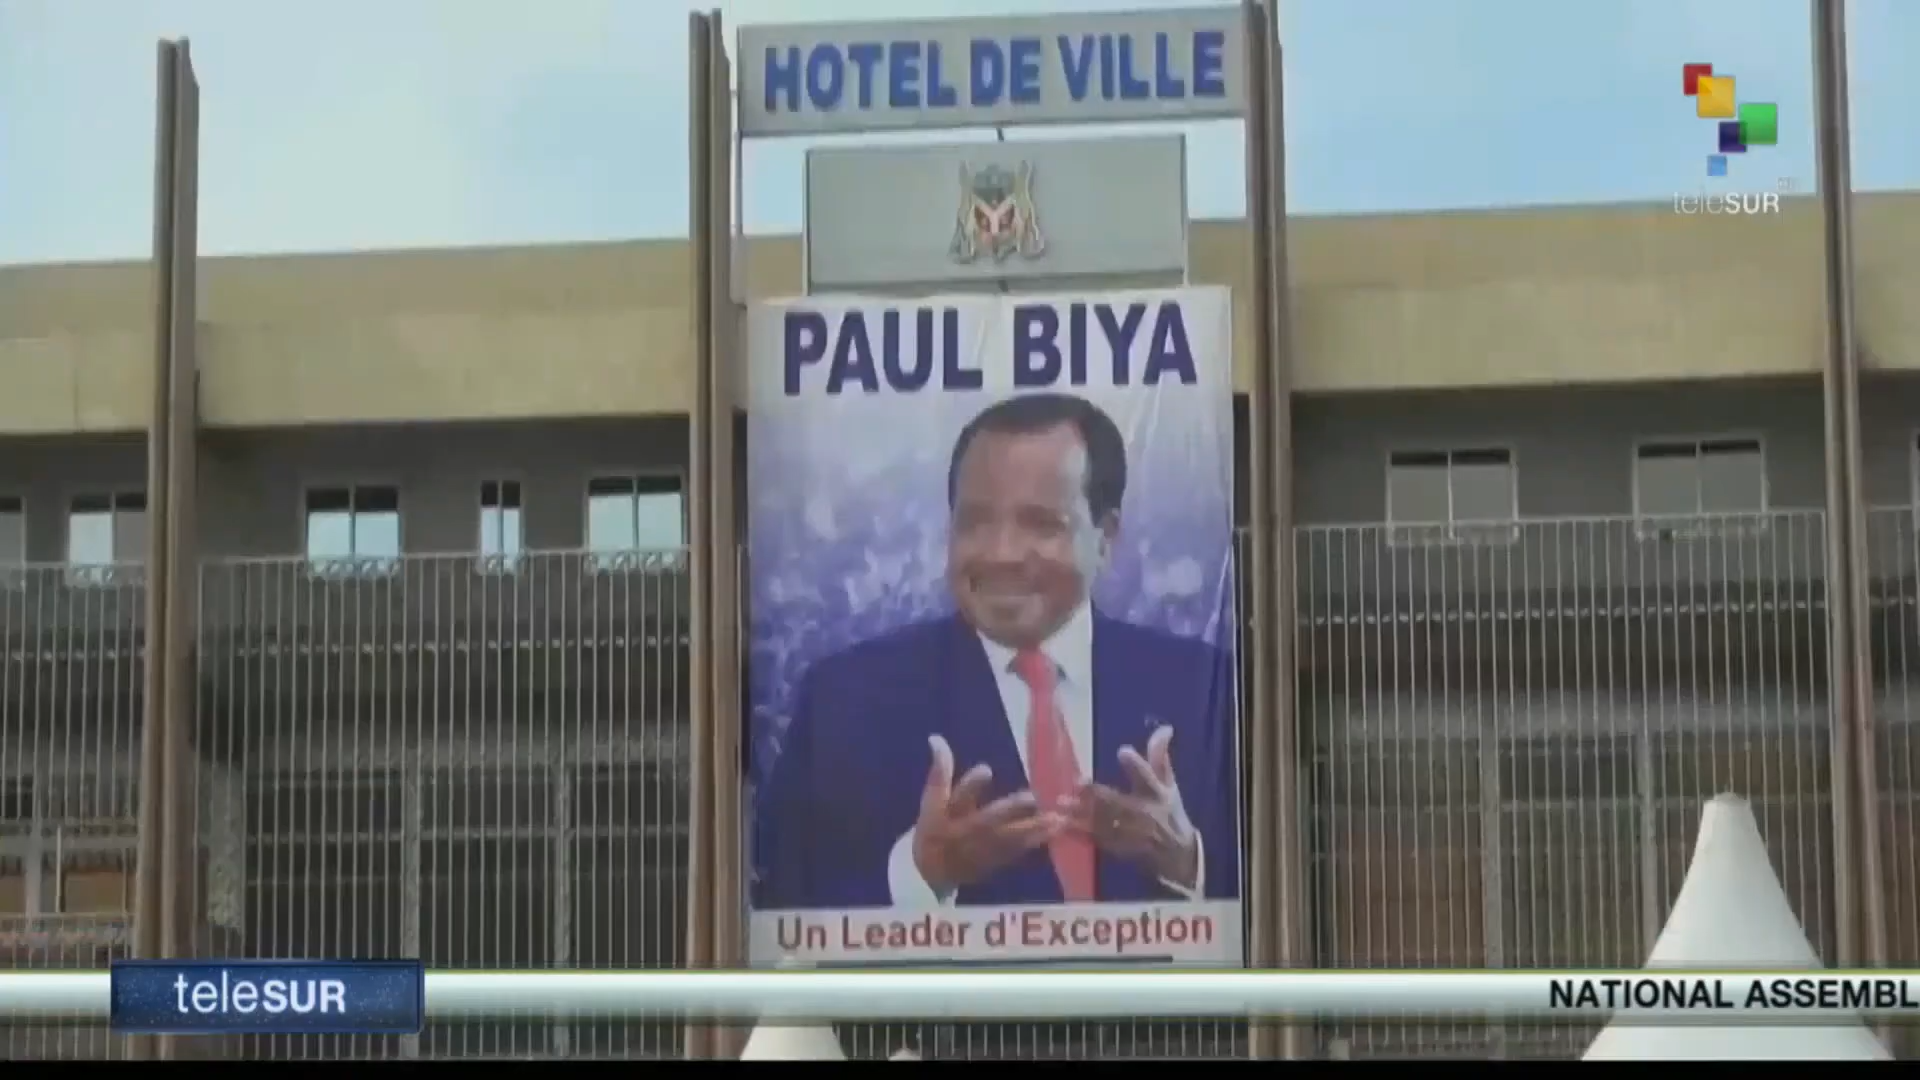 HOTEL DE VILLE
teleSUR
PAUL BIYA
Un Leader d'Exception
teleSUR
NATIONAL ASSEMBL